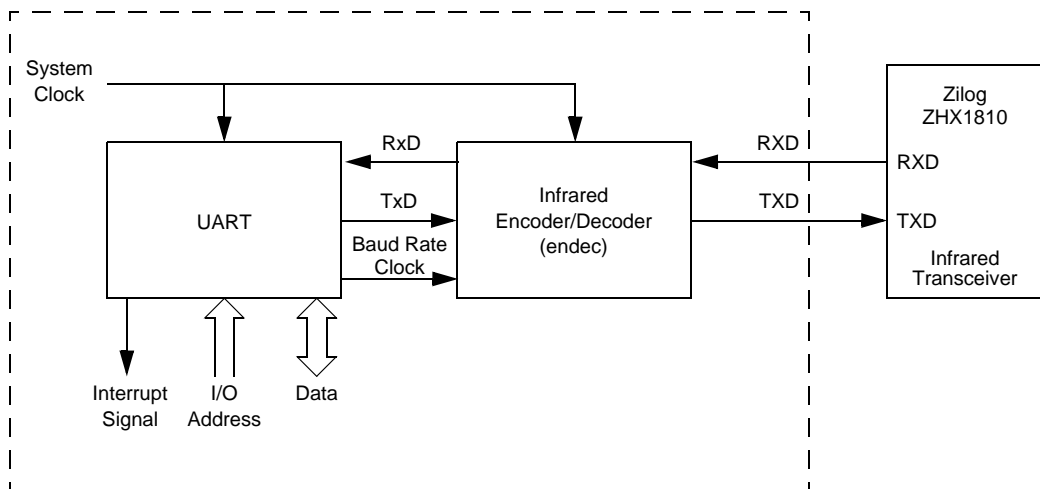 System
Clock
Zilog
ZHX1810
RxD
RXD
RXD
UART
TxD
Infrared
Encoder/Decoder
(endec)
TXD
TXD
Baud Rate
Clock
Infrared
Transceiver
Interrupt
Signal
I/O
Address
Data